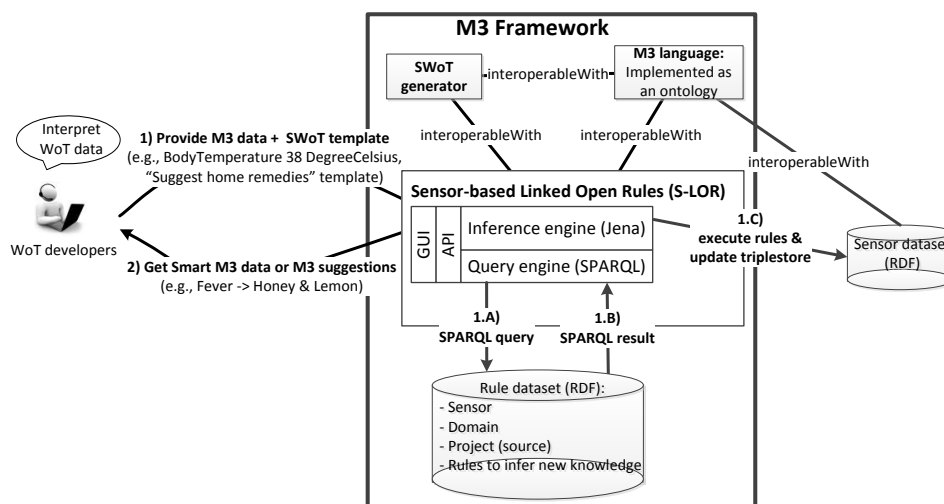 M3 Framework
SWoT
generator
interoperableWith
M3 language:
Implemented as
an ontology
Interpret
WoT data
WoT developers
1) Provide M3 data + SWoT template
(e.g., BodyTemperature 38 DegreeCelsius,
“Suggest home remedies” template)
interoperableWith
interoperableWith
interoperableWith
Sensor-based Linked Open Rules (S-LOR)
GUI
API
Inference engine (Jena)
Query engine (SPARQL)
1.C)
execute rules &
update triplestore
Sensor dataset
(RDF)
2) Get Smart M3 data or M3 suggestions
(e.g., Fever -> Honey & Lemon)
1.A)
SPARQL query
1.B)
SPARQL result
Rule dataset (RDF):
- Sensor
- Domain
- Project (source)
- Rules to infer new knowledge